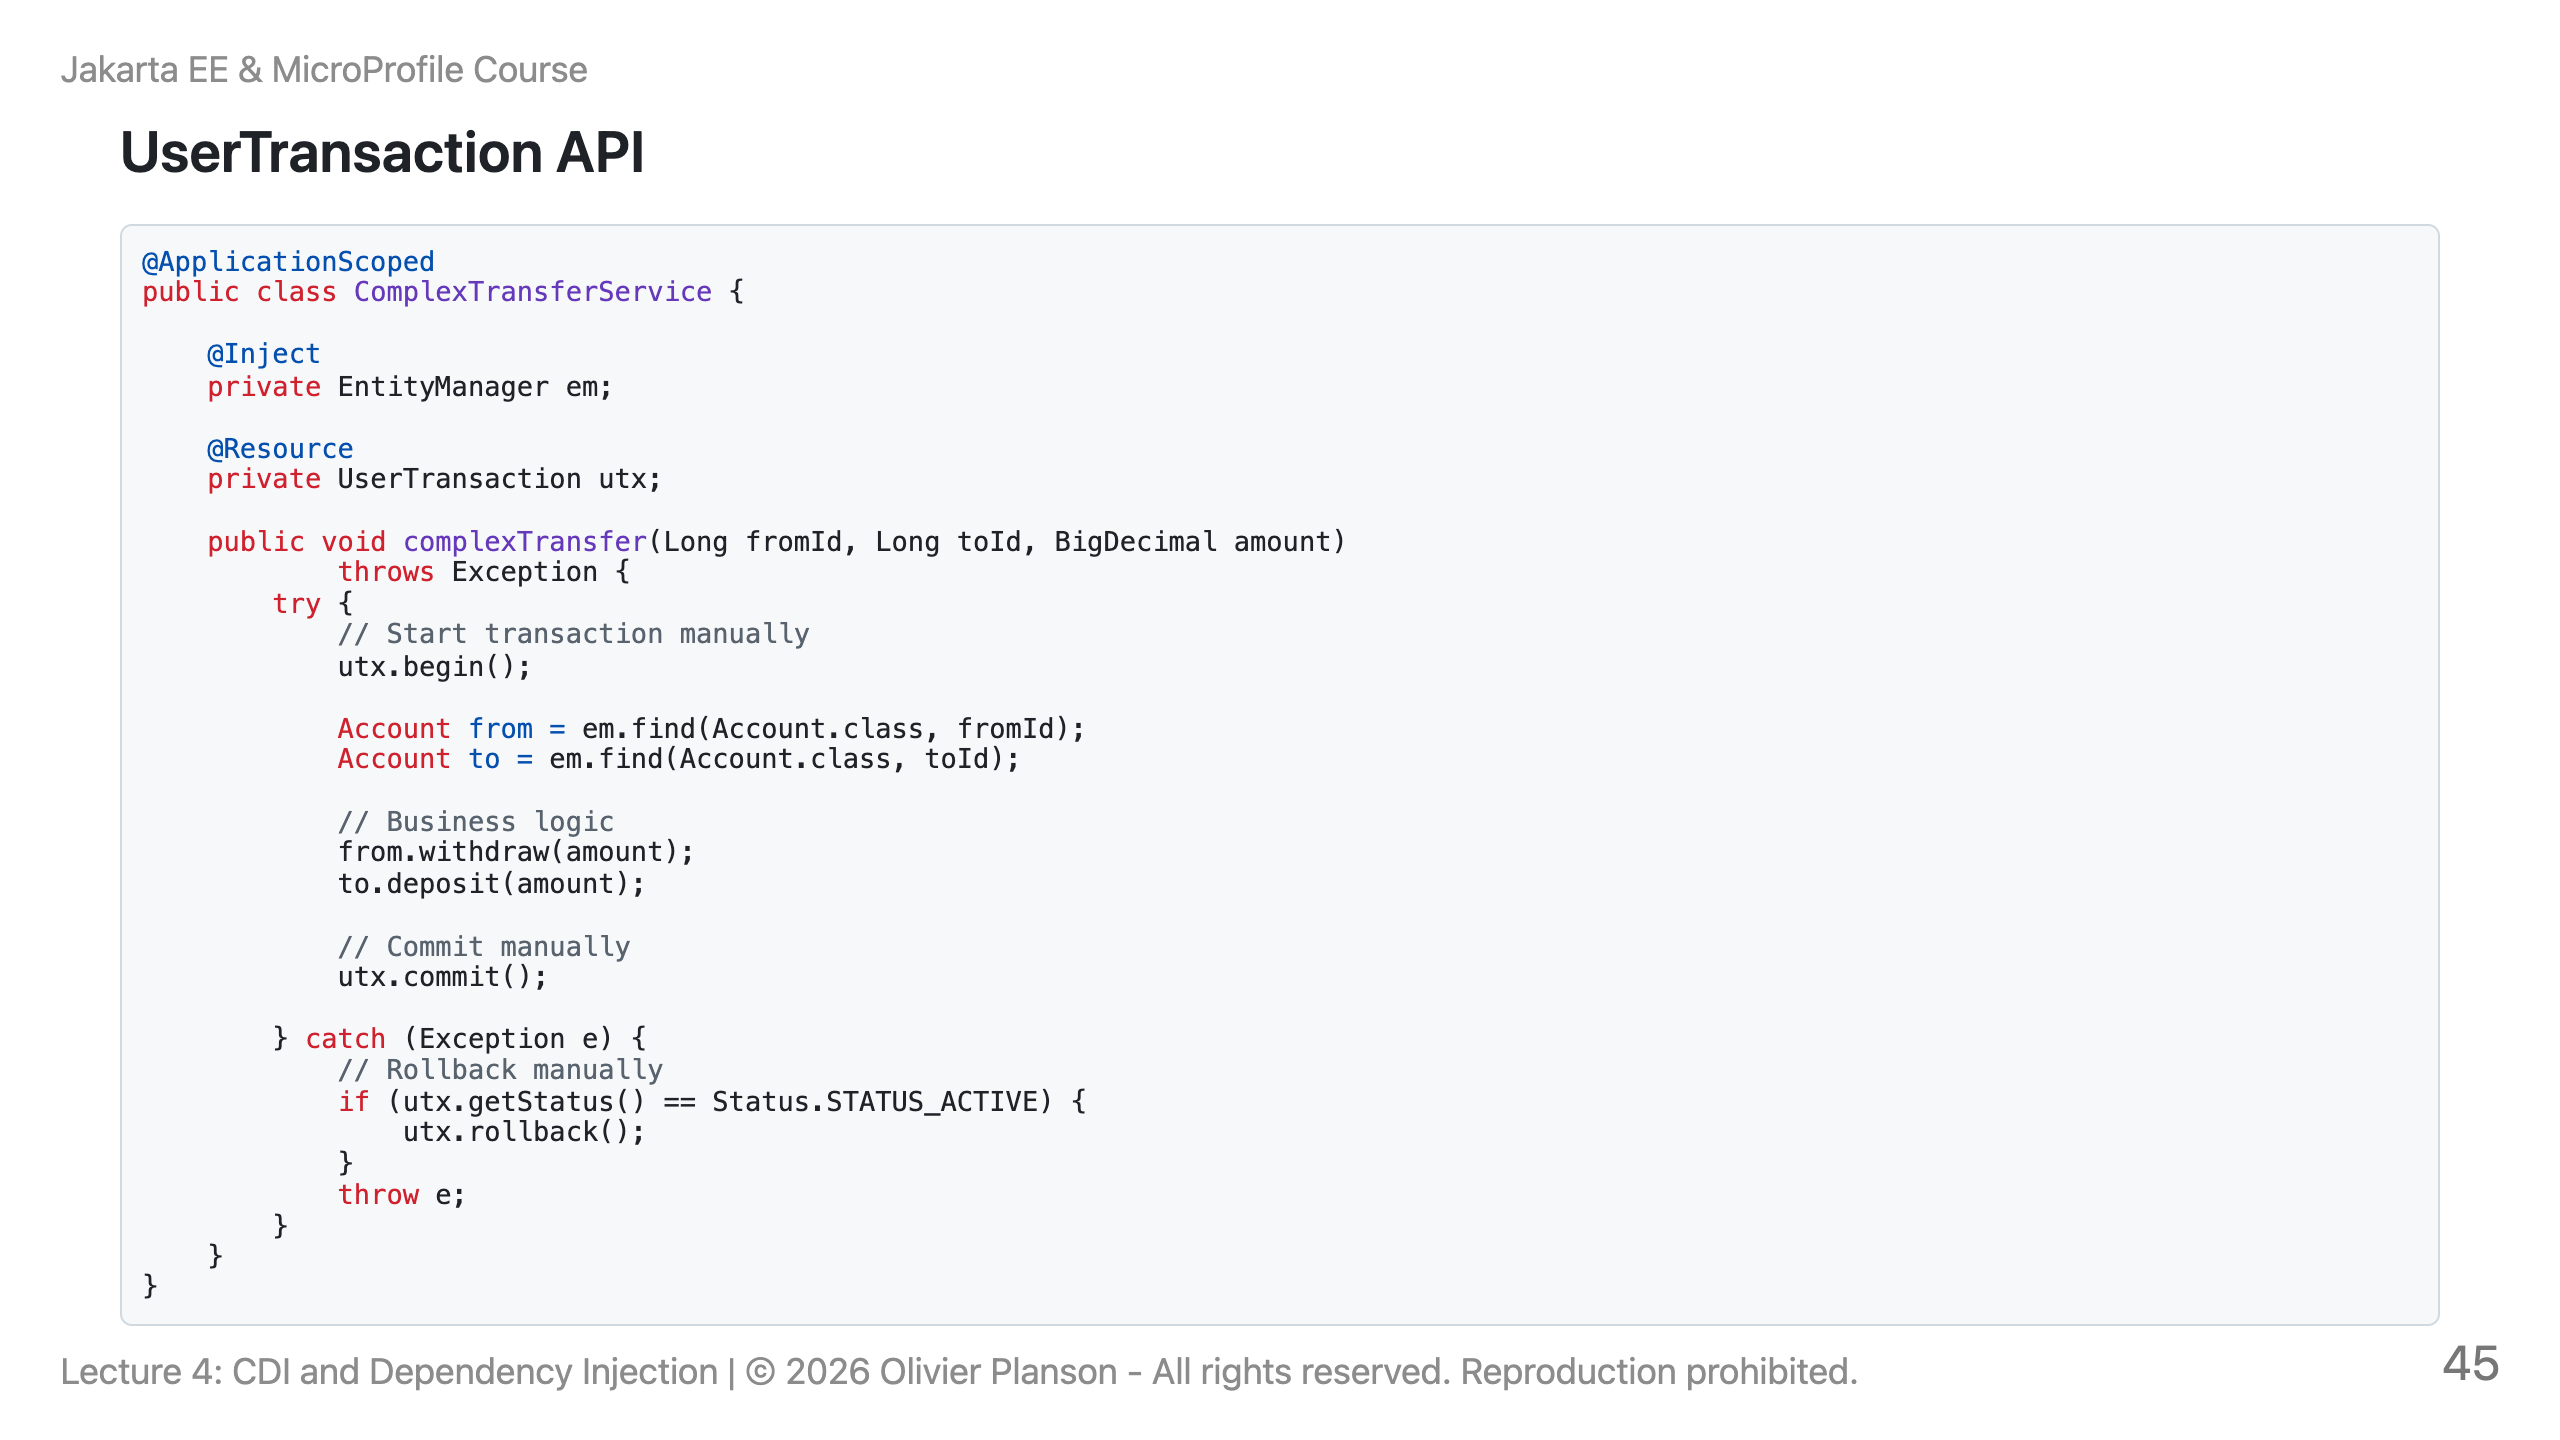 Jakarta EE & MicroProfile Course
UserTransaction API
@ApplicationScoped
public class ComplexTransferService {
    @Inject
    private EntityManager em;
    @Resource
    private UserTransaction utx;
    public void complexTransfer(Long fromId, Long toId, BigDecimal amount)
            throws Exception {
        try {
            // Start transaction manually
            utx.begin();
            Account from = em.find(Account.class, fromId);
            Account to = em.find(Account.class, toId);
            // Business logic
            from.withdraw(amount);
            to.deposit(amount);
            // Commit manually
            utx.commit();
        } catch (Exception e) {
            // Rollback manually
            if (utx.getStatus() == Status.STATUS_ACTIVE) {
                utx.rollback();
            }
            throw e;
        }
    }
}
Lecture 4: CDI and Dependency Injection | © 2026 Olivier Planson - All rights reserved. Reproduction prohibited.
45